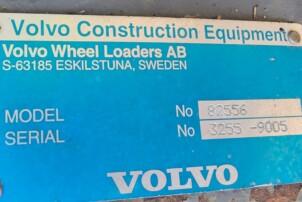 Volvo Construction Equipment
Volvo Wheel Loaders AB
S-63185 ESKILSTUNA, SWEDEN
MODEL No 82556
SERIAL No 3255 -9005
VOLVO